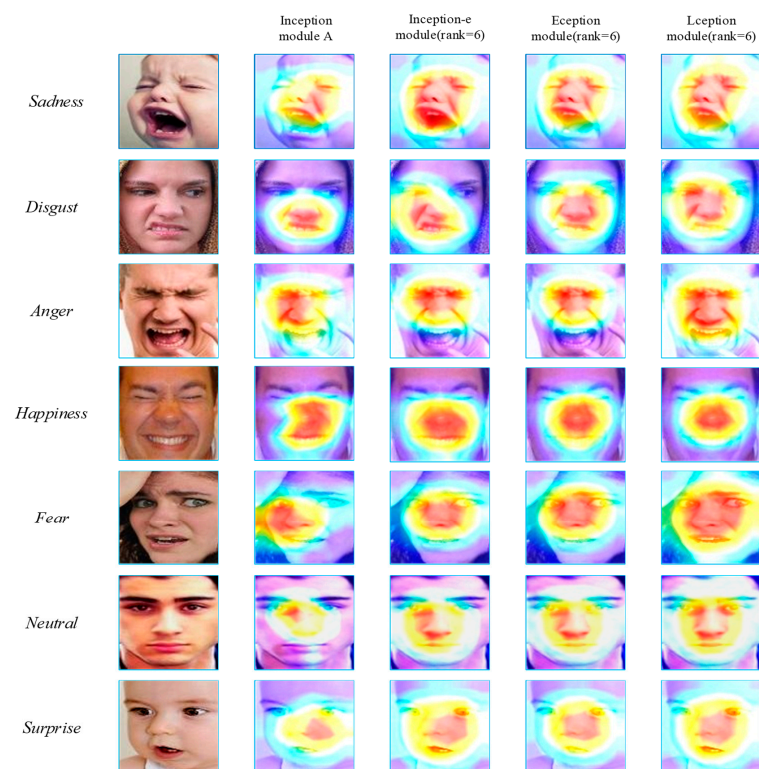 Inception
module A
Inception-e
module(rank=6)
Eception
module(rank=6)
Lception
module(rank=6)
Sadness
Disgust
Anger
Happiness
Fear
Neutral
Surprise